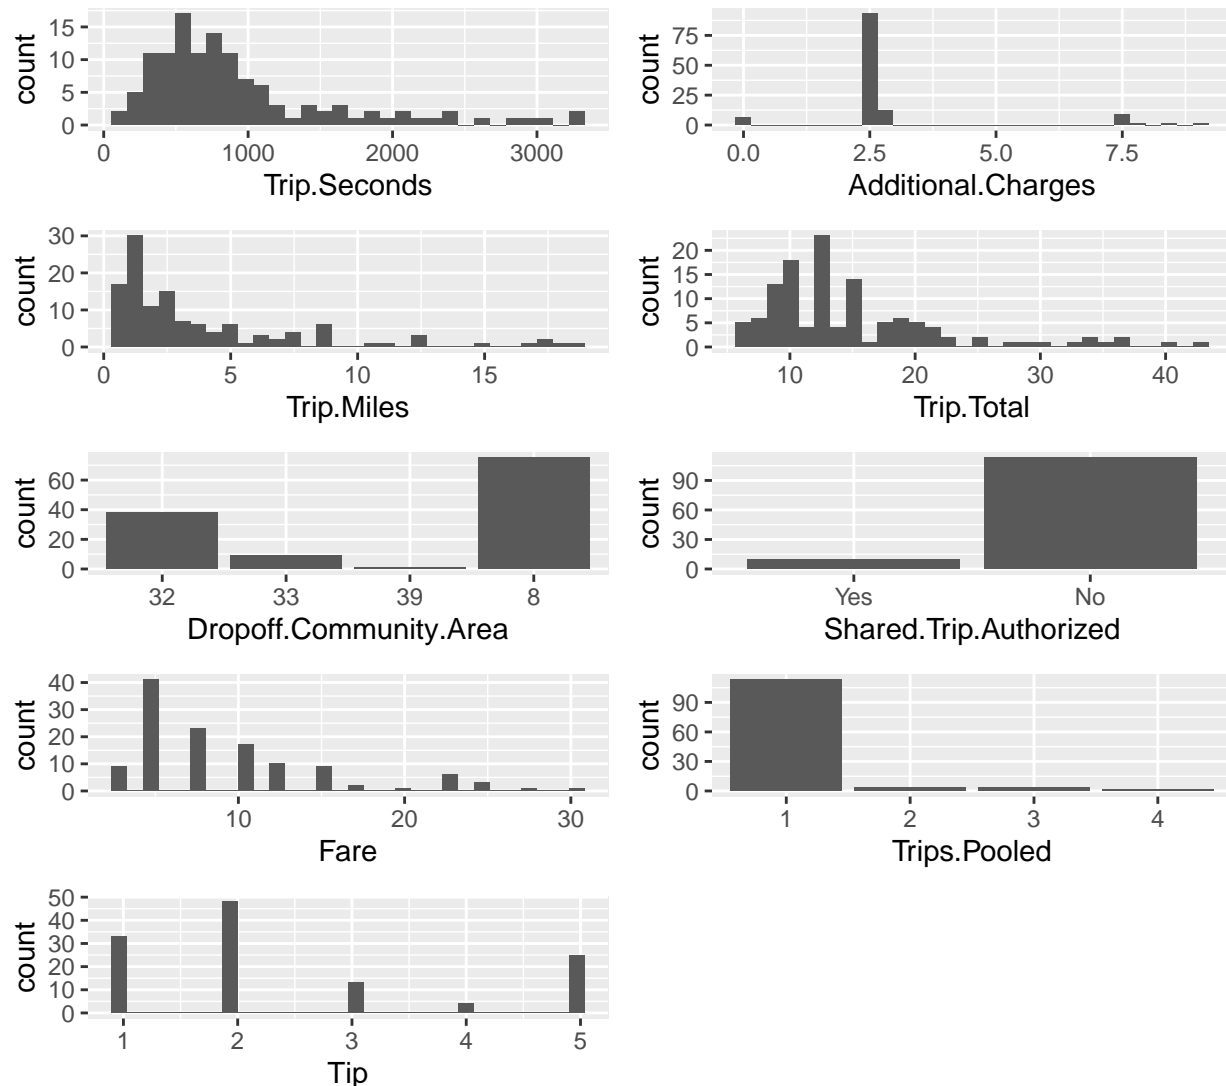 count
15
10
5
0
0 1000 2000 3000
Trip.Seconds
count
75
50
25
0
0.0 2.5 5.0 7.5
Additional.Charges
count
30
20
10
0
0 5 10 15
Trip.Miles
count
20
15
10
5
0
10 20 30 40
Trip.Total
count
60
40
20
0
32 33 39 8
Dropoff.Community.Area
count
90
60
30
0
Yes No
Shared.Trip.Authorized
count
40
30
20
10
0
10 20 30
Fare
count
90
60
30
0
1 2 3 4
Trips.Pooled
count
50
40
30
20
10
0
1 2 3 4 5
Tip